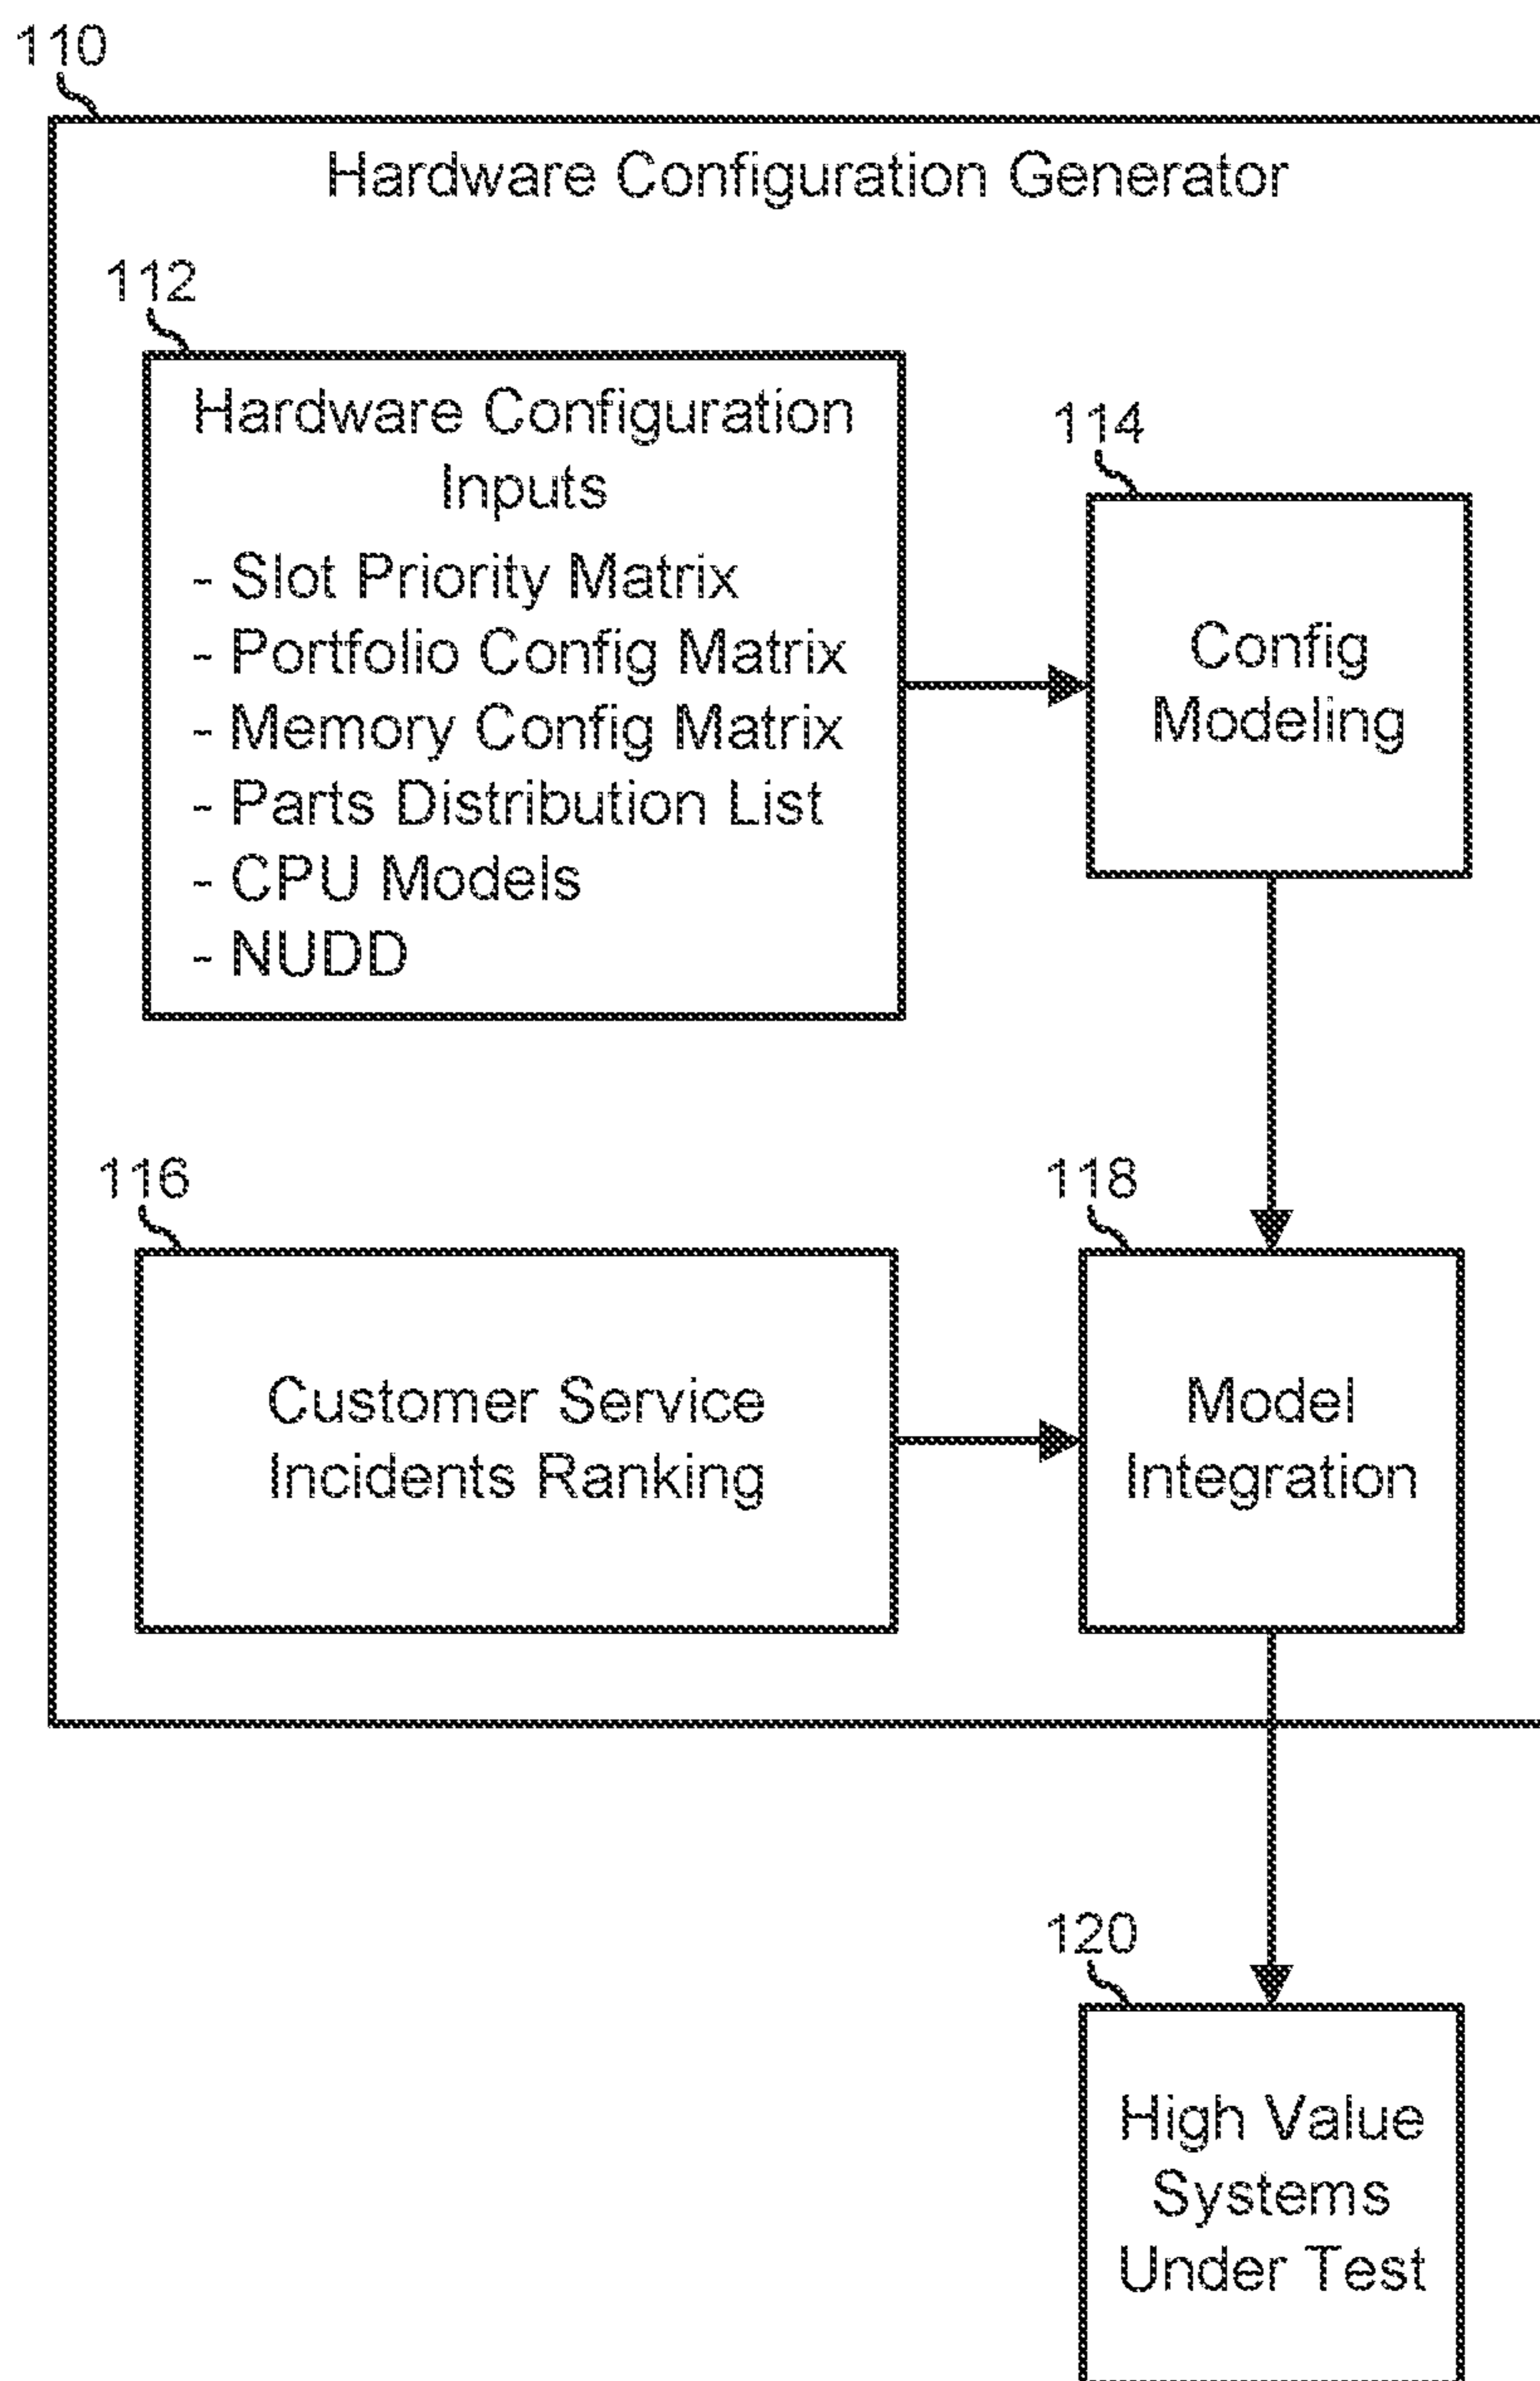 110
Hardware Configuration Generator
112
Hardware Configuration
Inputs
- Slot Priority Matrix
- Portfolio Config Matrix
- Memory Config Matrix
- Parts Distribution List
- CPU Models
- NUDD
114
Config
Modeling
116
Customer Service
Incidents Ranking
118
Model
Integration
120
High Value
Systems
Under Test